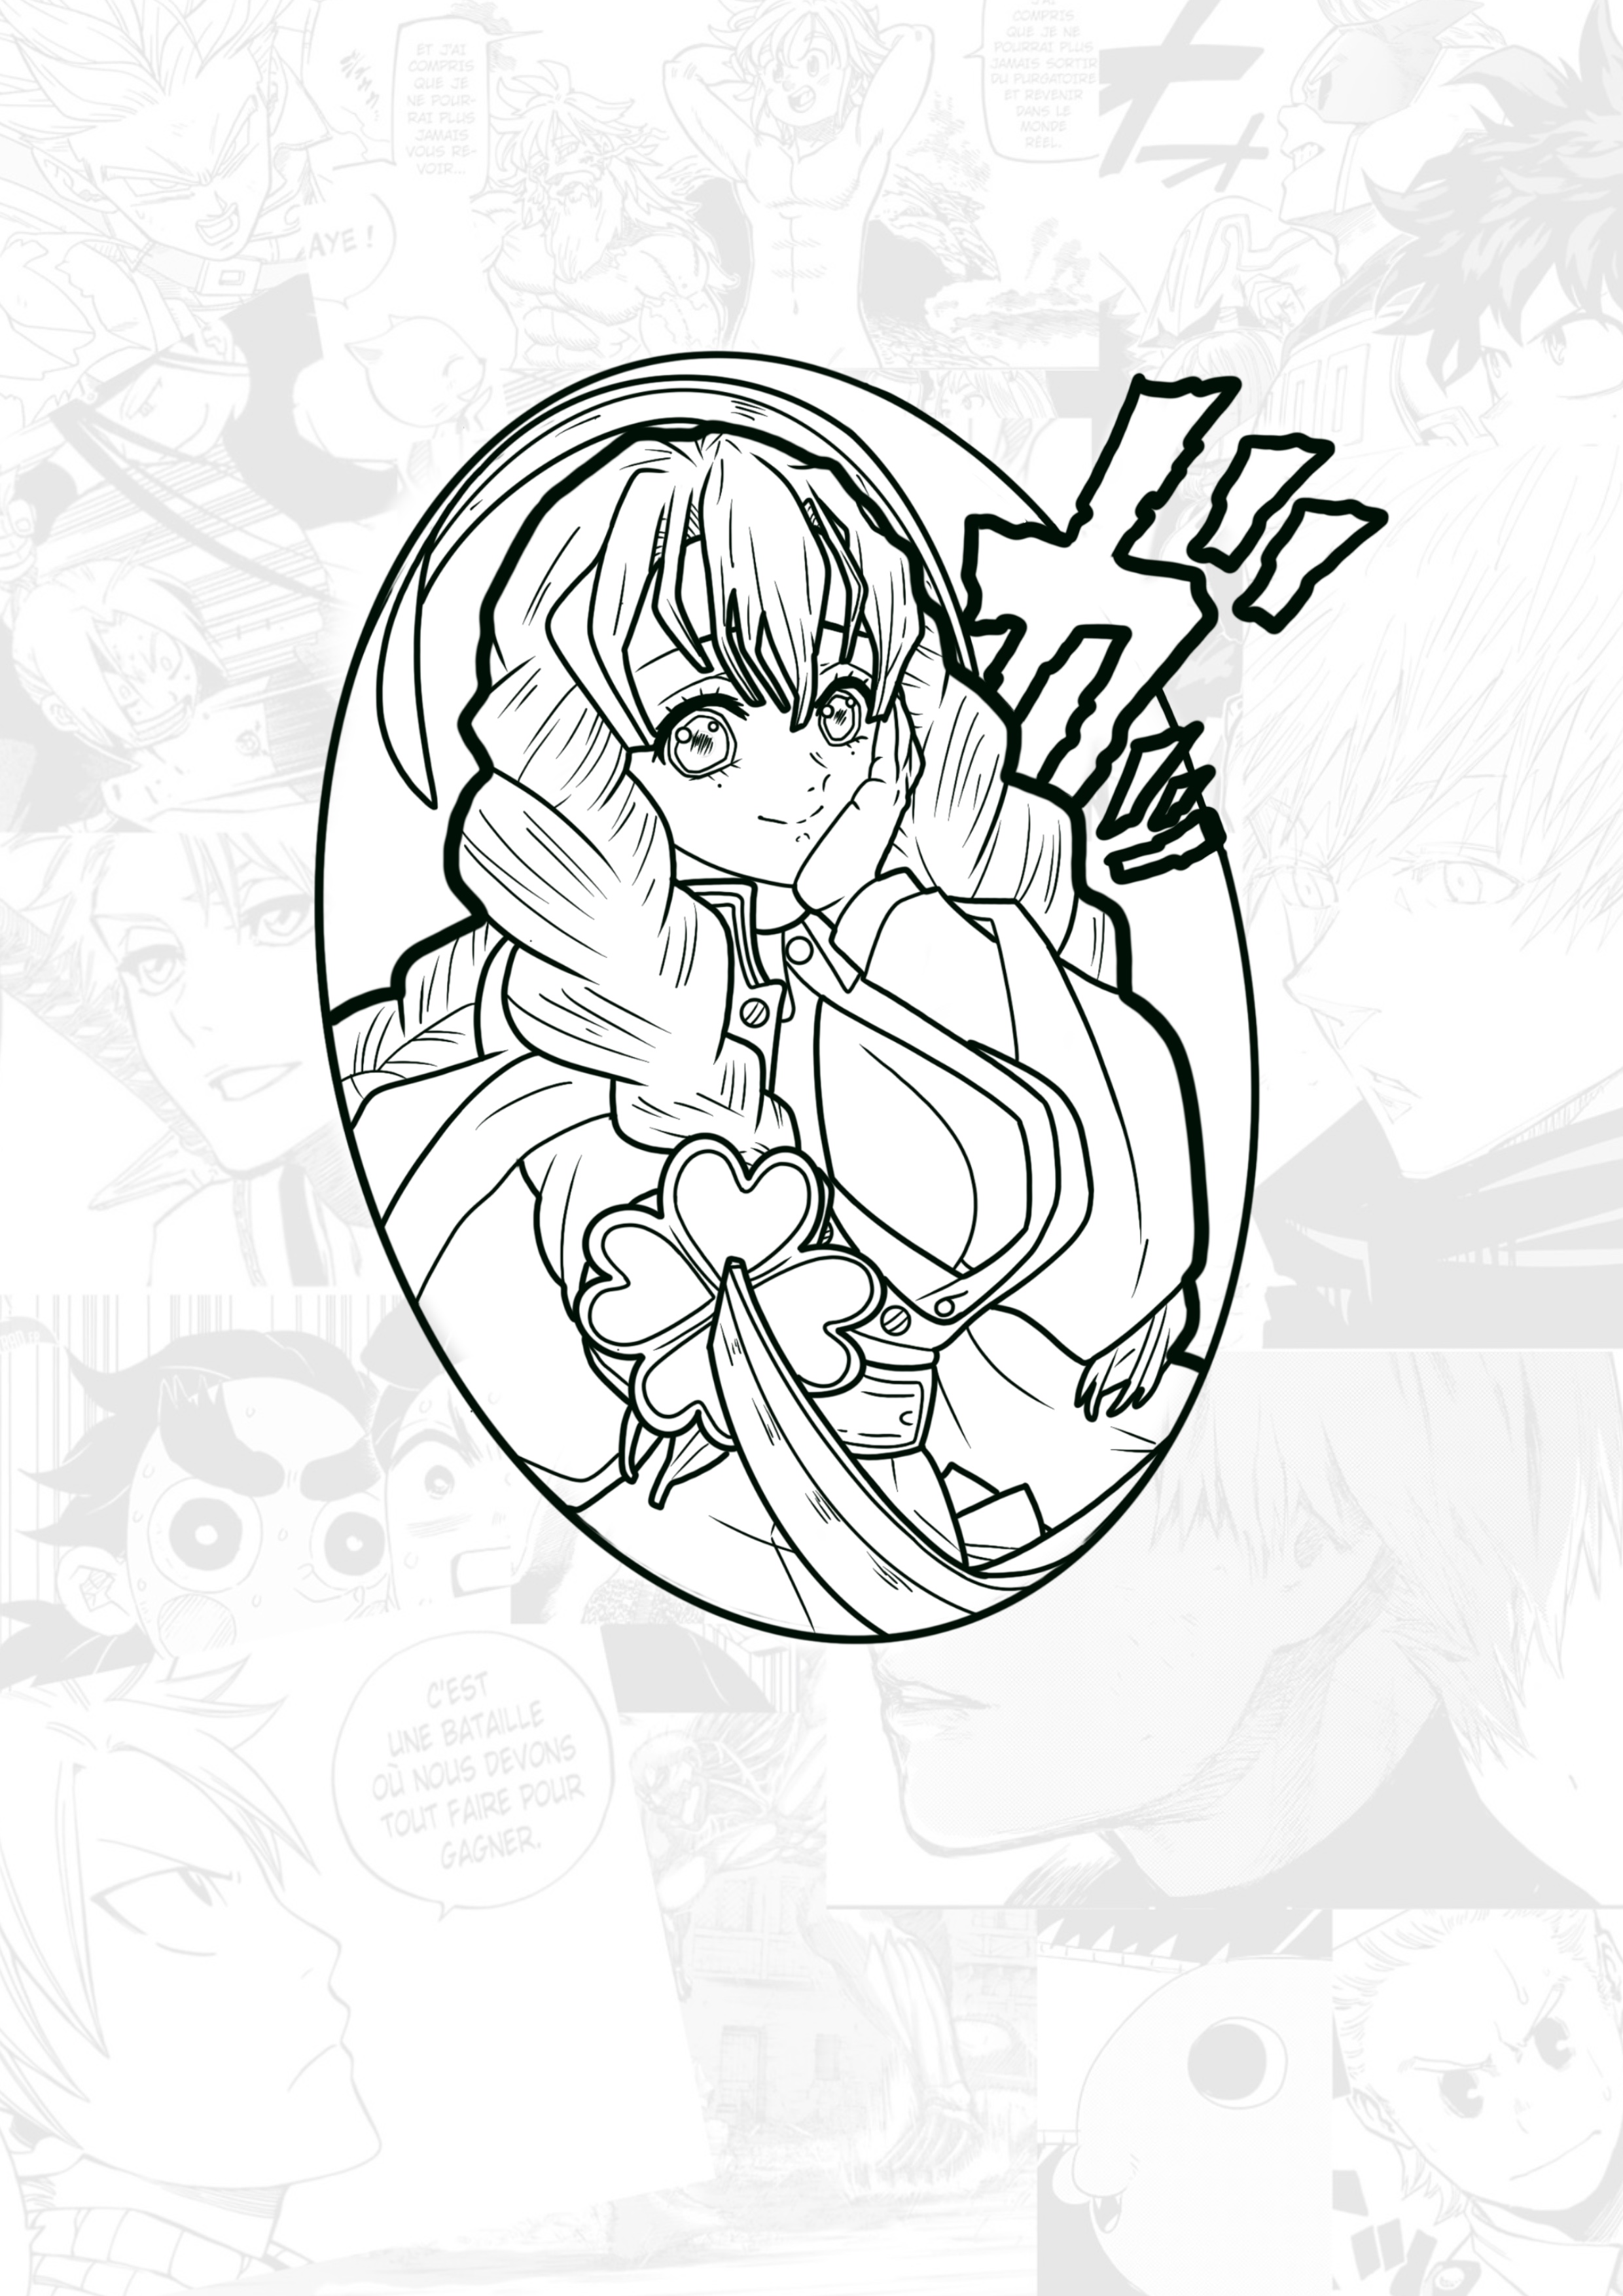 ET J'AI
COMPRIS
QUE JE
NE POUR-
RAI PLUS
JAMAIS
VOUS RE-
VOIR...
J'AI
COMPRIS
QUE JE NE
POURRAI PLUS
JAMAIS SORTIR
DU PURGATOIRE
ET REVENIR
DANS LE
MONDE
RÉEL.
AYE !
C'EST
UNE BATAILLE
OÙ NOUS DEVONS
TOUT FAIRE POUR
GAGNER.